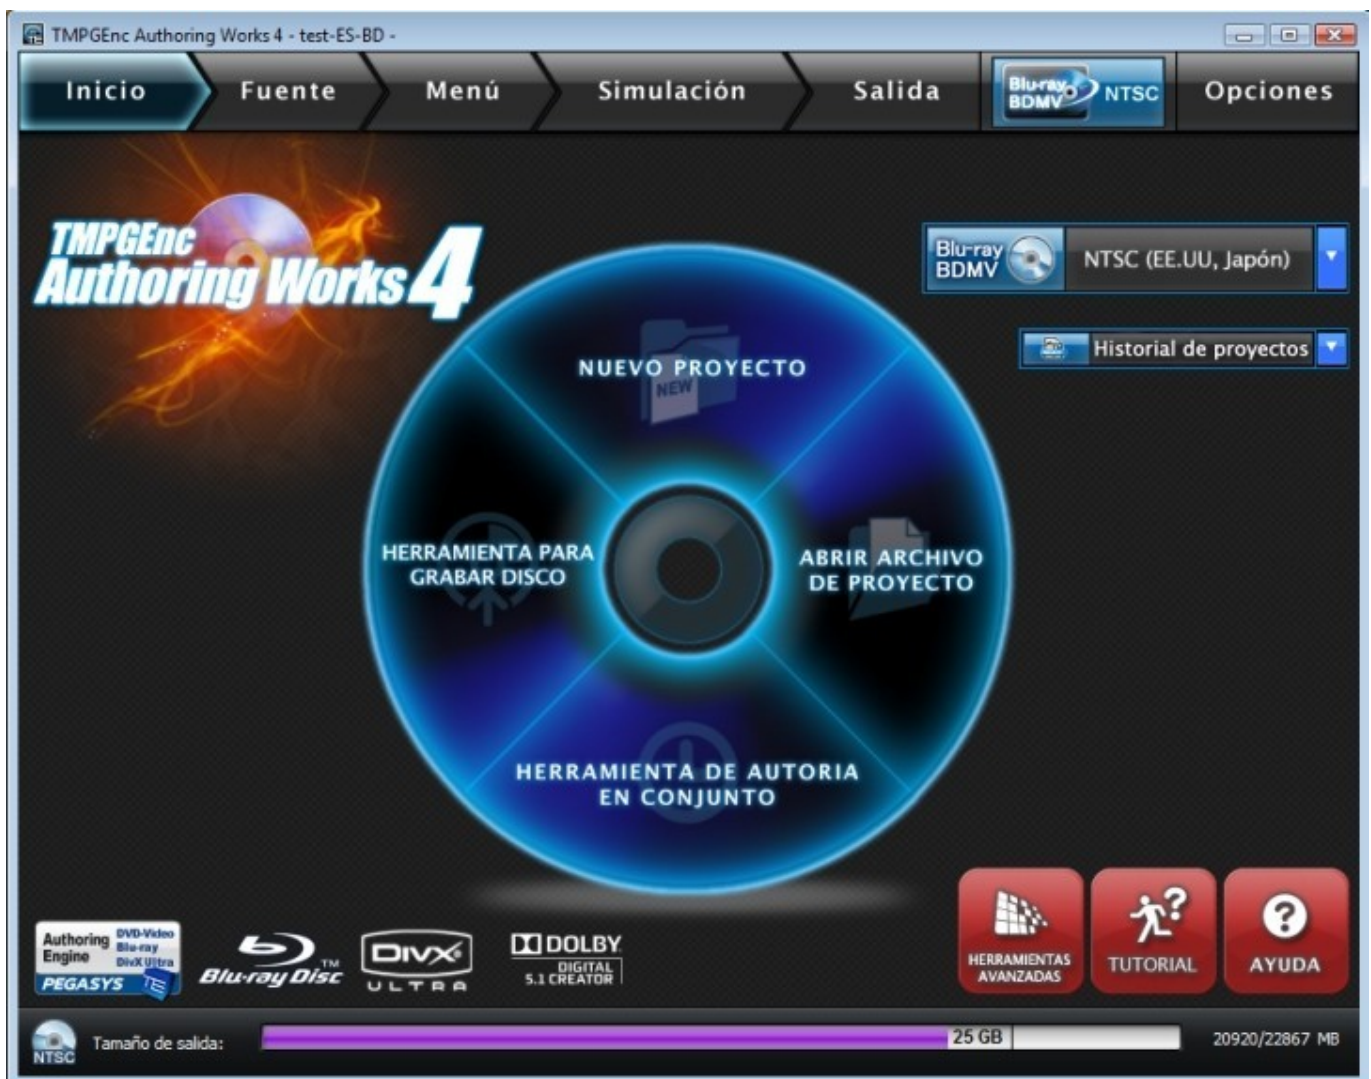 TMPGEnc Authoring Works 4 - test-ES-BD -
Inicio
Fuente
Menú
Simulación
Salida
Blu-ray
BDMV
NTSC
Opciones
TMPGEnc
Authoring Works 4
Blu-ray
BDMV
NTSC (EE.UU, Japón)
Historial de proyectos
NUEVO PROYECTO
NEW
HERRAMIENTA PARA
GRABAR DISCO
ABRIR ARCHIVO
DE PROYECTO
HERRAMIENTA DE AUTORIA
EN CONJUNTO
Authoring
Engine
DVD-Video
Blu-ray
DivX Ultra
PEGASYS TE
Blu-ray Disc™
DIVX
ULTRA
DOLBY
DIGITAL
5.1 CREATOR
HERRAMIENTAS
AVANZADAS
TUTORIAL
AYUDA
NTSC
Tamaño de salida:
25 GB
20920/22867 MB